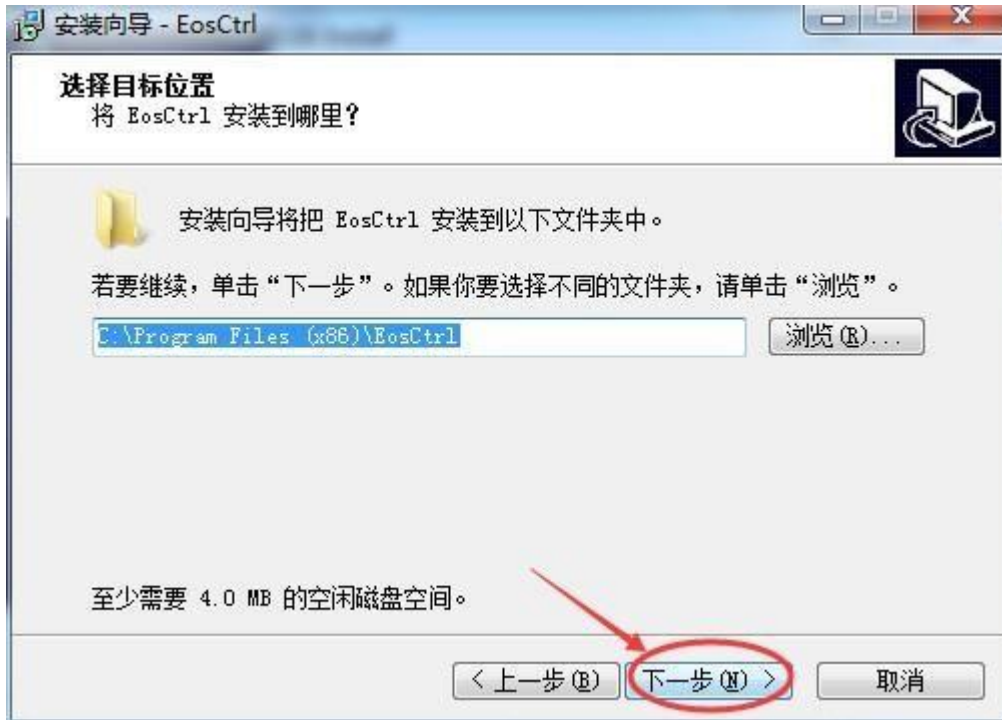 安装向导 - EosCtrl
选择目标位置
将 EosCtrl 安装到哪里?
安装向导将把 EosCtrl 安装到以下文件夹中。
若要继续，单击“下一步”。如果你要选择不同的文件夹，请单击“浏览”。
C:\Program Files (x86)\EosCtrl
浏览(R)...
至少需要 4.0 MB 的空闲磁盘空间。
< 上一步(B) 下一步(N) > 取消